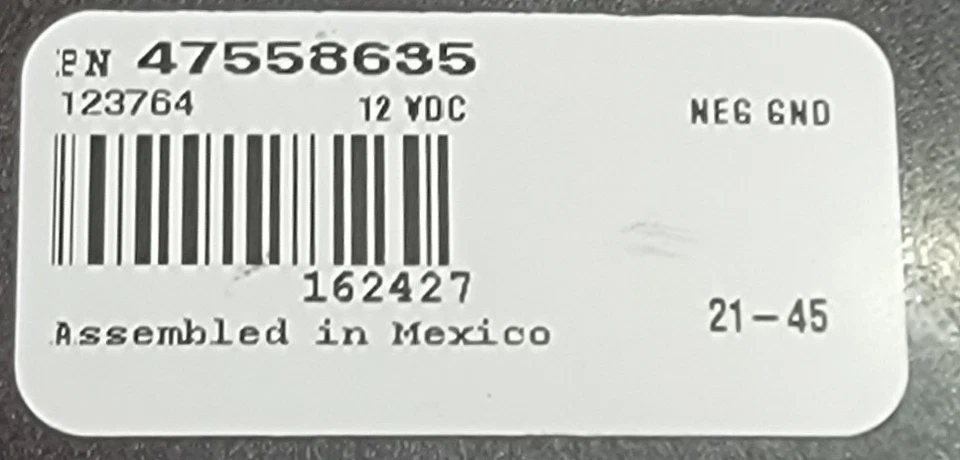 PN 47558635
123764 12 VDC NEG GND
162427
Assembled in Mexico 21-45